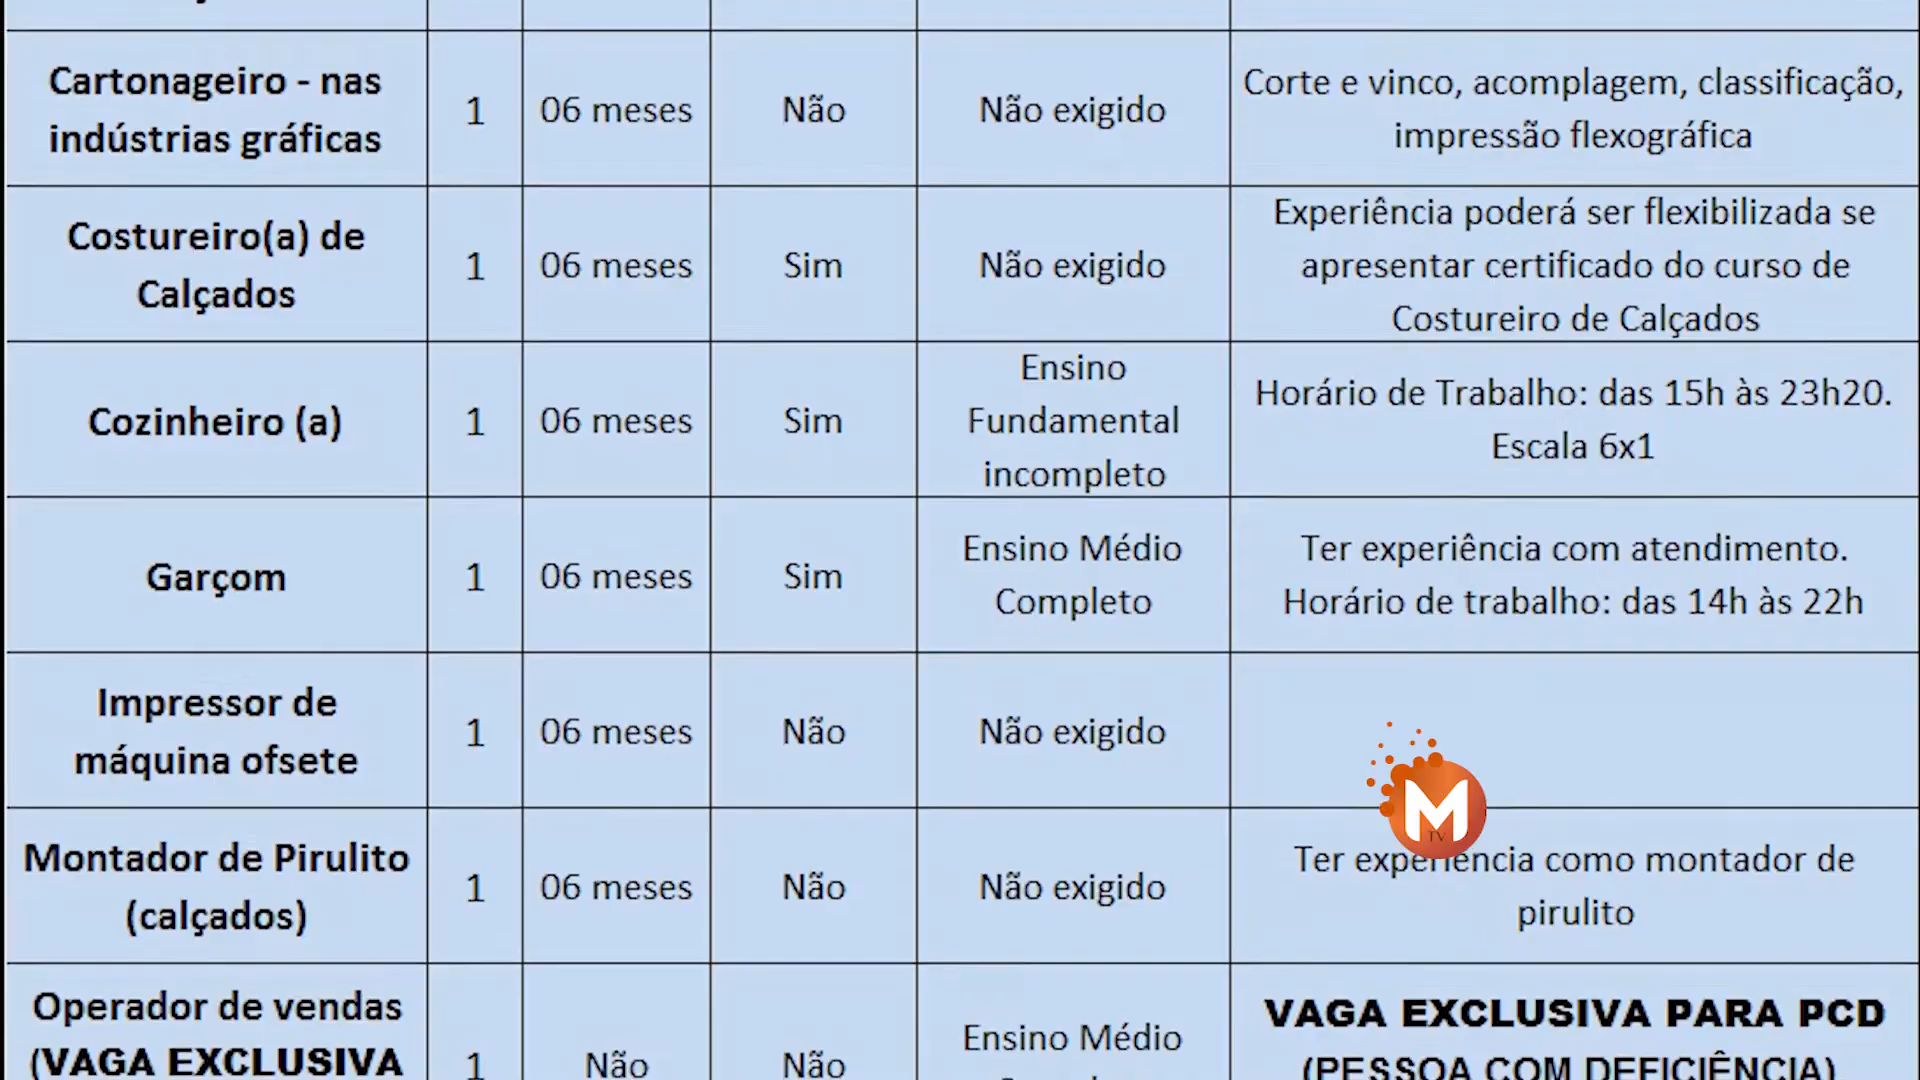 Cartonageiro - nas
indústrias gráficas
1
06 meses
Não
Não exigido
Corte e vinco, acomplagem, classificação,
impressão flexográfica
Costureiro(a) de
Calçados
1
06 meses
Sim
Não exigido
Experiência poderá ser flexibilizada se
apresentar certificado do curso de
Costureiro de Calçados
Cozinheiro (a)
1
06 meses
Sim
Ensino
Fundamental
incompleto
Horário de Trabalho: das 15h às 23h20.
Escala 6x1
Garçom
1
06 meses
Sim
Ensino Médio
Completo
Ter experiência com atendimento.
Horário de trabalho: das 14h às 22h
Impressor de
máquina ofsete
1
06 meses
Não
Não exigido
M
TV
Montador de Pirulito
(calçados)
1
06 meses
Não
Não exigido
Ter experiência como montador de
pirulito
Operador de vendas
(VAGA EXCLUSIVA
1
Não
Não
Ensino Médio
VAGA EXCLUSIVA PARA PCD
(PESSOA COM DEFICIÊNCIA)